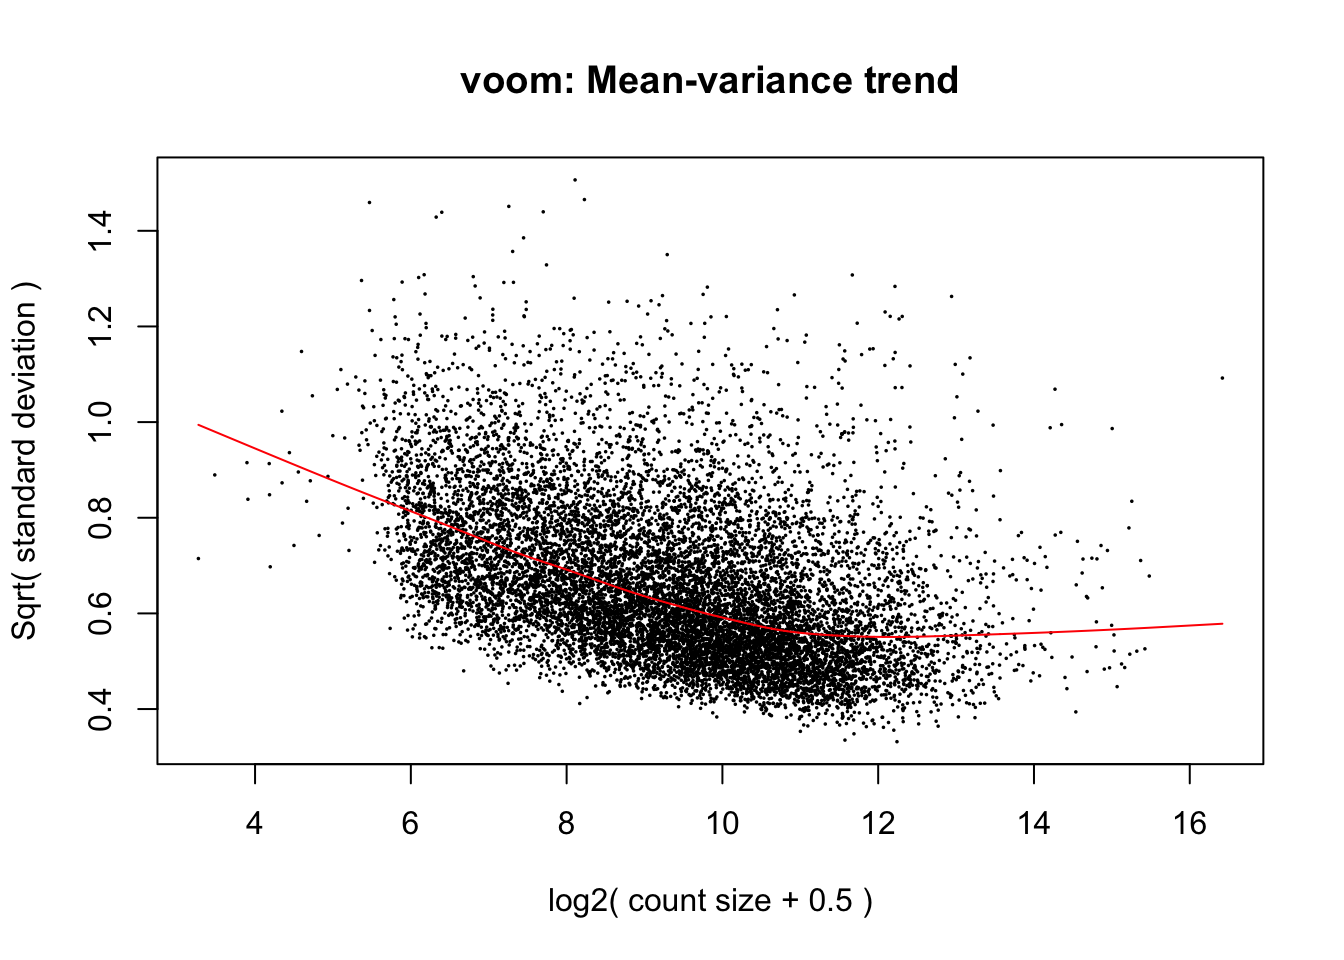 voom: Mean-variance trend
Sqrt( standard deviation )
1.4
1.2
1.0
0.8
0.6
0.4
4 6 8 10 12 14 16
log2( count size + 0.5 )